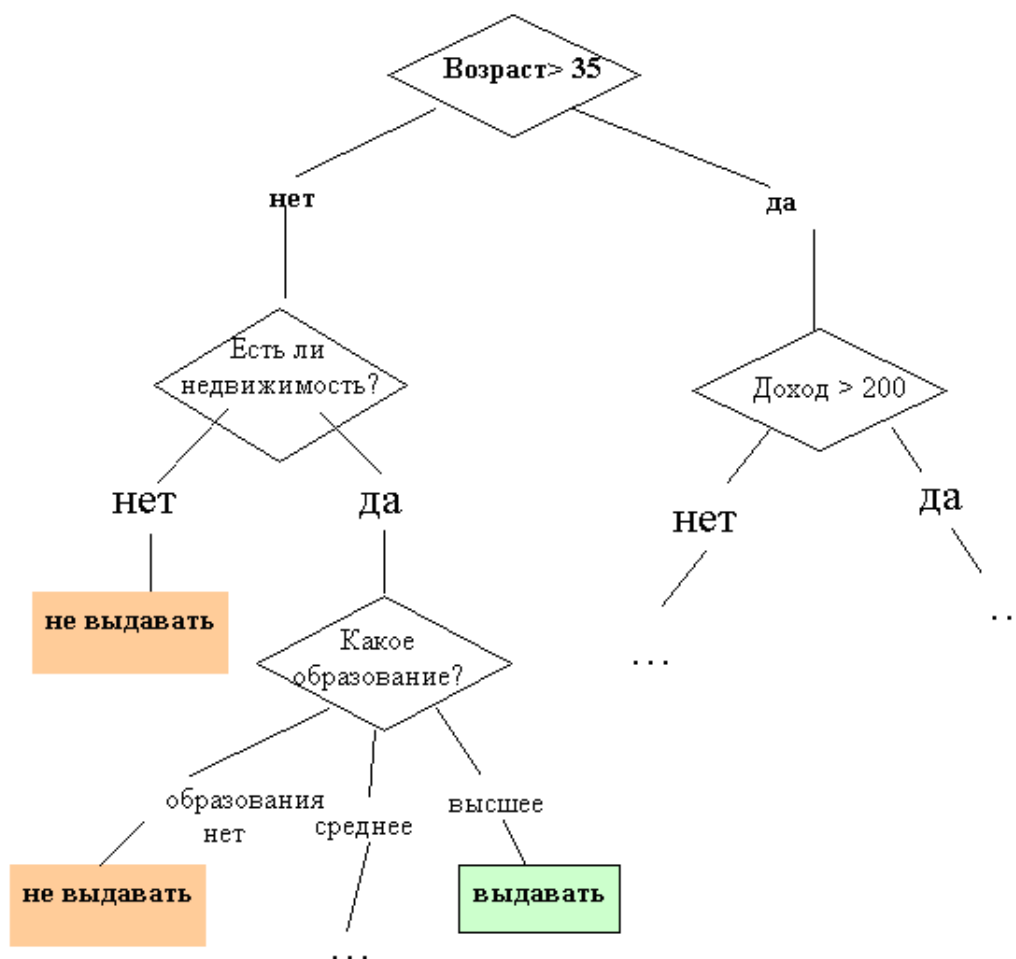 Возраст> 35
нет
да
Есть ли
недвижимость?
Доход > 200
нет
да
нет
да
не выдавать
Какое
образование?
...
..
образования
нет
среднее
высшее
не выдавать
выдавать
...